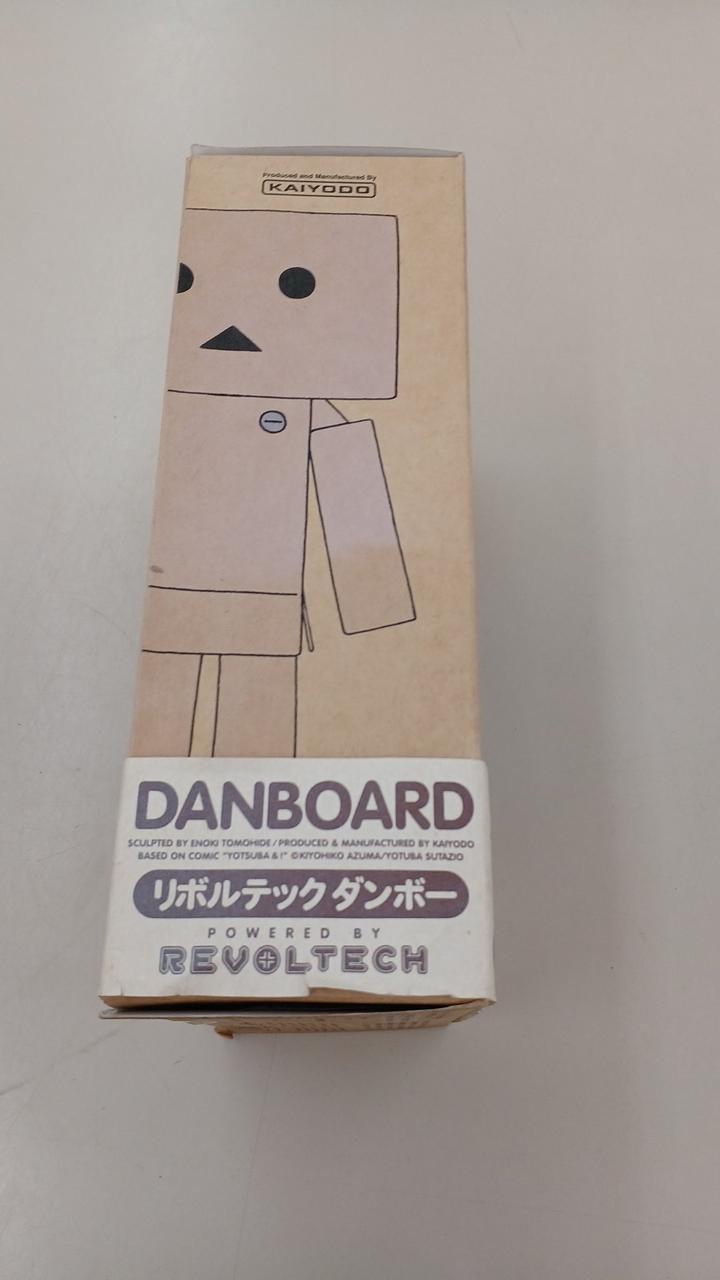 Produced and Manufactured By
KAIYODO
DANBOARD
SCULPTED BY ENOKI TOMOHIDE / PRODUCED & MANUFACTURED BY KAIYODO
BASED ON COMIC "YOTSUBA & !" ©KIYOHIKO AZUMA/YOTUBA SUTAZIO
リボルテックダンボー
POWERED BY
REVOLTECH